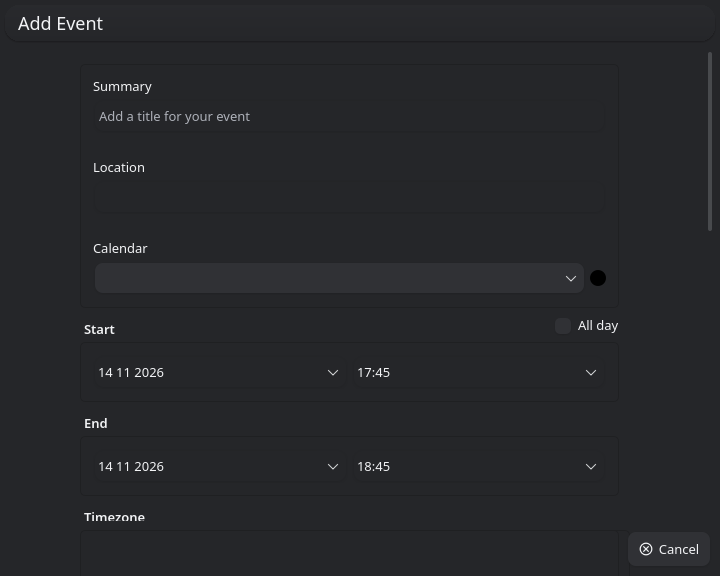 Add Event
Summary
Add a title for your event
Location
Calendar
Start
All day
14 11 2026
17:45
End
14 11 2026
18:45
Timezone
Cancel